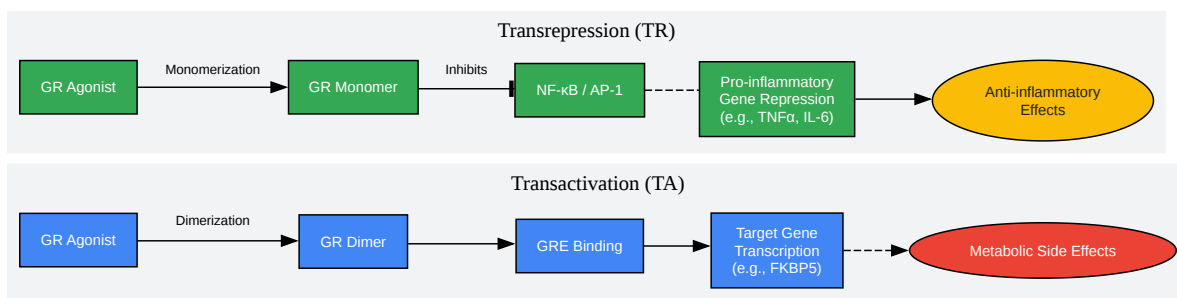 Transrepression (TR)
GR Agonist
Monomerization
GR Monomer
Inhibits
NF-κB / AP-1
Pro-inflammatory
Gene Repression
(e.g., TNFα, IL-6)
Anti-inflammatory
Effects
Transactivation (TA)
GR Agonist
Dimerization
GR Dimer
GRE Binding
Target Gene
Transcription
(e.g., FKBP5)
Metabolic Side Effects